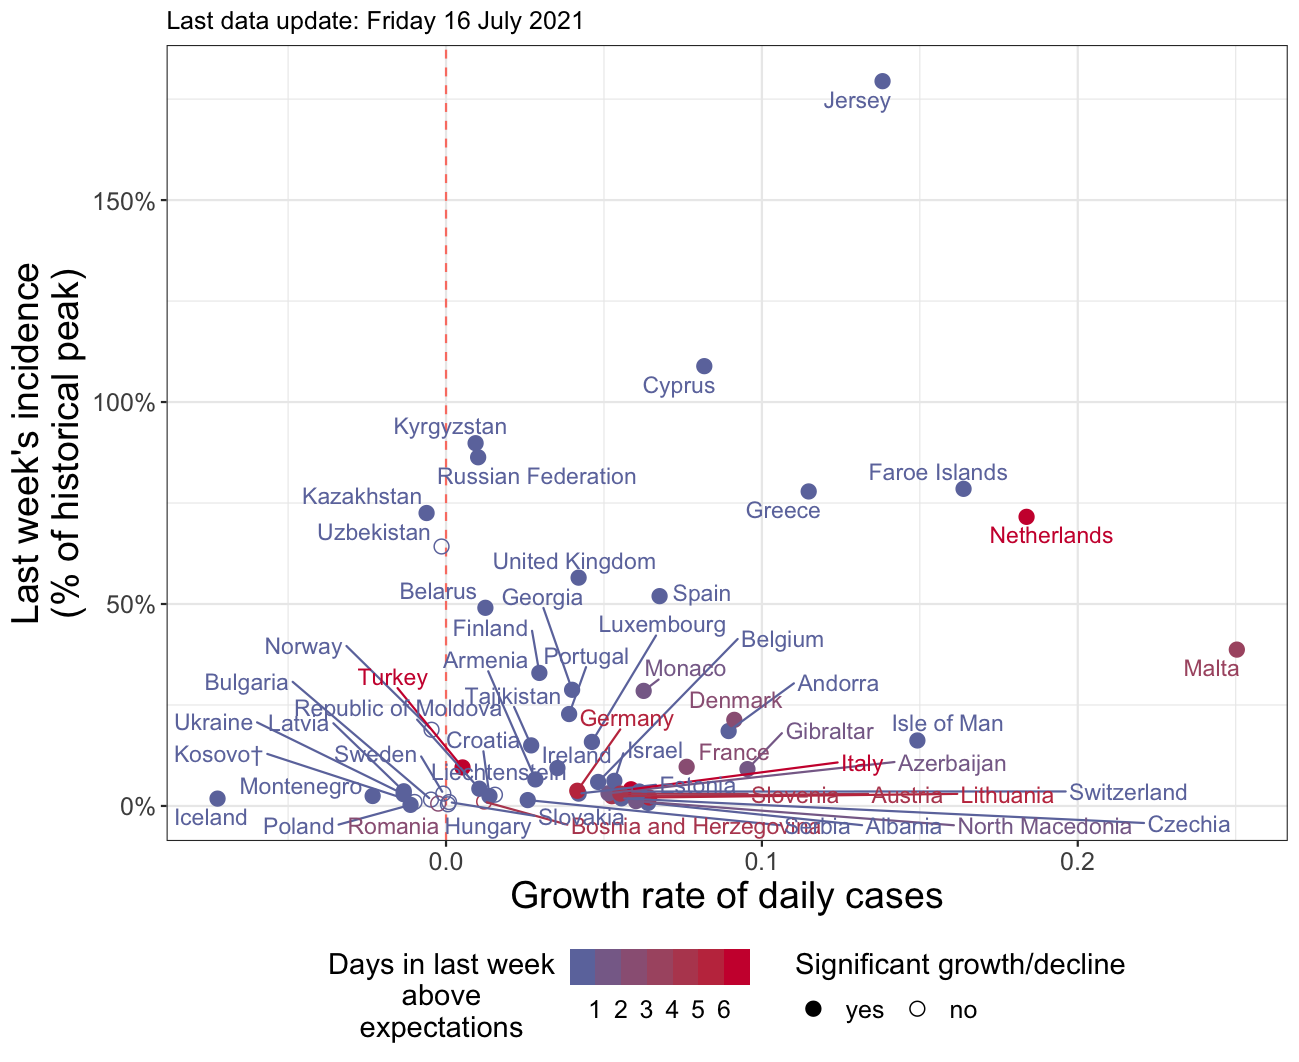 Last data update: Friday 16 July 2021
Last week's incidence
(% of historical peak)
150%
100%
50%
0%
Jersey
Cyprus
Kyrgyzstan
Russian Federation
Faroe Islands
Kazakhstan
Greece
Uzbekistan
Netherlands
United Kingdom
Belarus
Georgia
Spain
Finland
Luxembourg
Norway
Belgium
Armenia
Portugal
Turkey
Monaco
Malta
Bulgaria
Tajikistan
Denmark
Andorra
Republic of Moldova
Ukraine
Latvia
Germany
Gibraltar
Isle of Man
Kosovo†
Sweden
Croatia
Ireland
Israel
France
Italy
Azerbaijan
Liechtenstein
Montenegro
Estonia
Slovenia
Austria
Lithuania
Switzerland
Iceland
Poland
Romania
Hungary
Slovakia
Bosnia and Herzegovina
Serbia
Albania
North Macedonia
Czechia
0.0
0.1
0.2
Growth rate of daily cases
Days in last week
above
expectations
1 2 3 4 5 6
Significant growth/decline
yes
no